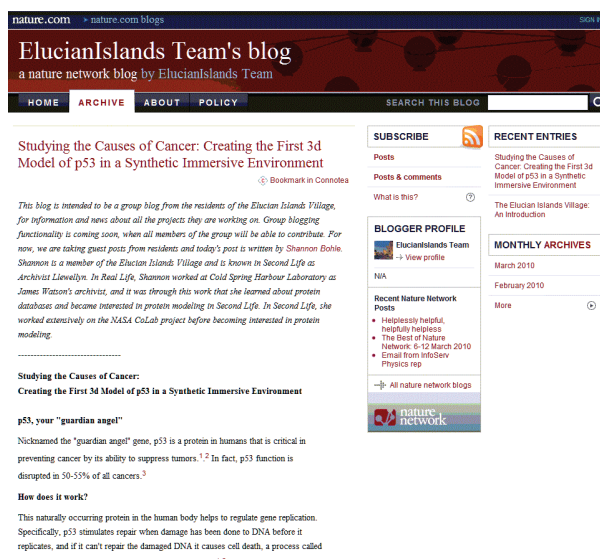 nature.com > nature.com blogs
SIGN I
ElucianIslands Team's blog
a nature network blog by ElucianIslands Team
HOME ARCHIVE ABOUT POLICY
SEARCH THIS BLOG
Studying the Causes of Cancer: Creating the First 3d
Model of p53 in a Synthetic Immersive Environment
Bookmark in Connotea
This blog is intended to be a group blog from the residents of the Elucian Islands Village,
for information and news about all the projects they are working on. Group blogging
functionality is coming soon, when all members of the group will be able to contribute. For
now, we are taking guest posts from residents and today's post is written by Shannon Bohle.
Shannon is a member of the Elucian Islands Village and is known in Second Life as
Archivist Llewellyn. In Real Life, Shannon worked at Cold Spring Harbour Laboratory as
James Watson's archivist, and it was through this work that she learned about protein
databases and became interested in protein modeling in Second Life. In Second Life, she
worked extensively on the NASA CoLab project before becoming interested in protein
modeling.
--------------------------------
Studying the Causes of Cancer:
Creating the First 3d Model of p53 in a Synthetic Immersive Environment
p53, your "guardian angel"
Nicknamed the "guardian angel" gene, p53 is a protein in humans that is critical in
preventing cancer by its ability to suppress tumors.1,2 In fact, p53 function is
disrupted in 50-55% of all cancers.3
How does it work?
This naturally occurring protein in the human body helps to regulate gene replication.
Specifically, p53 stimulates repair when damage has been done to DNA before it
replicates, and if it can't repair the damaged DNA it causes cell death, a process called
SUBSCRIBE
Posts
Posts & comments
What is this? ?
BLOGGER PROFILE
ElucianIslands Team
View profile
N/A
Recent Nature Network
Posts
Helplessly helpful,
helpfully helpless
The Best of Nature
Network: 6-12 March 2010
Email from InfoServ
Physics rep
All nature network blogs
nature
network
RECENT ENTRIES
Studying the Causes of
Cancer: Creating the First 3d
Model of p53 in a Synthetic
Immersive Environment
The Elucian Islands Village:
An Introduction
MONTHLY ARCHIVES
March 2010
February 2010
More